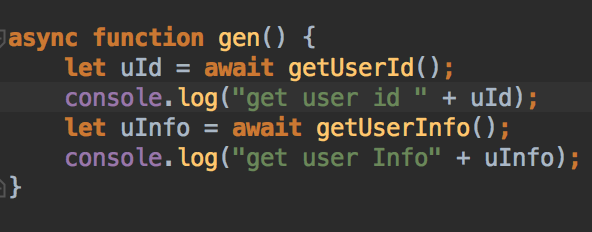 async function gen() {
    let uId = await getUserId();
    console.log("get user id " + uId);
    let uInfo = await getUserInfo();
    console.log("get user Info" + uInfo);
}